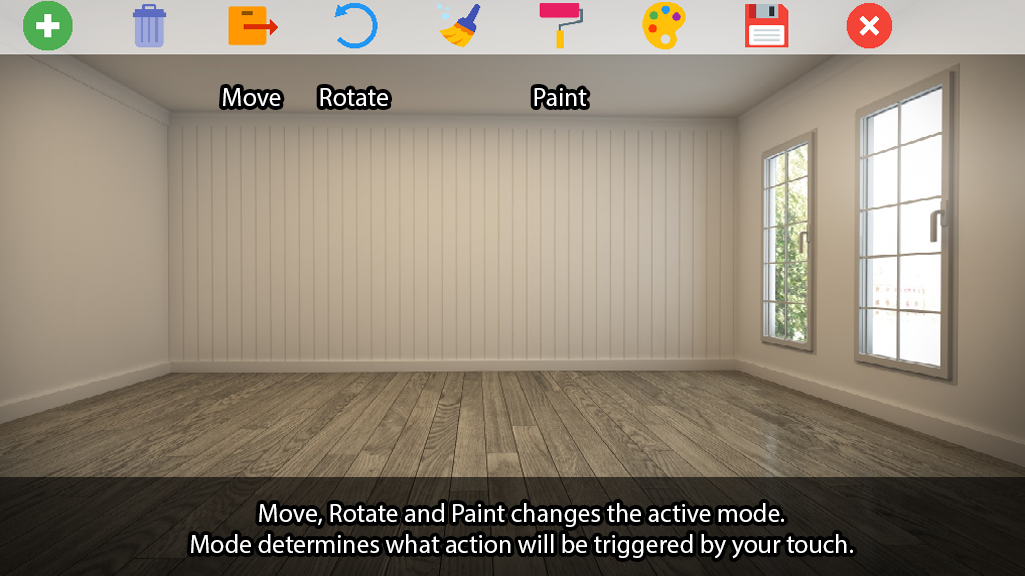 Move Rotate Paint
Move, Rotate and Paint changes the active mode.
Mode determines what action will be triggered by your touch.